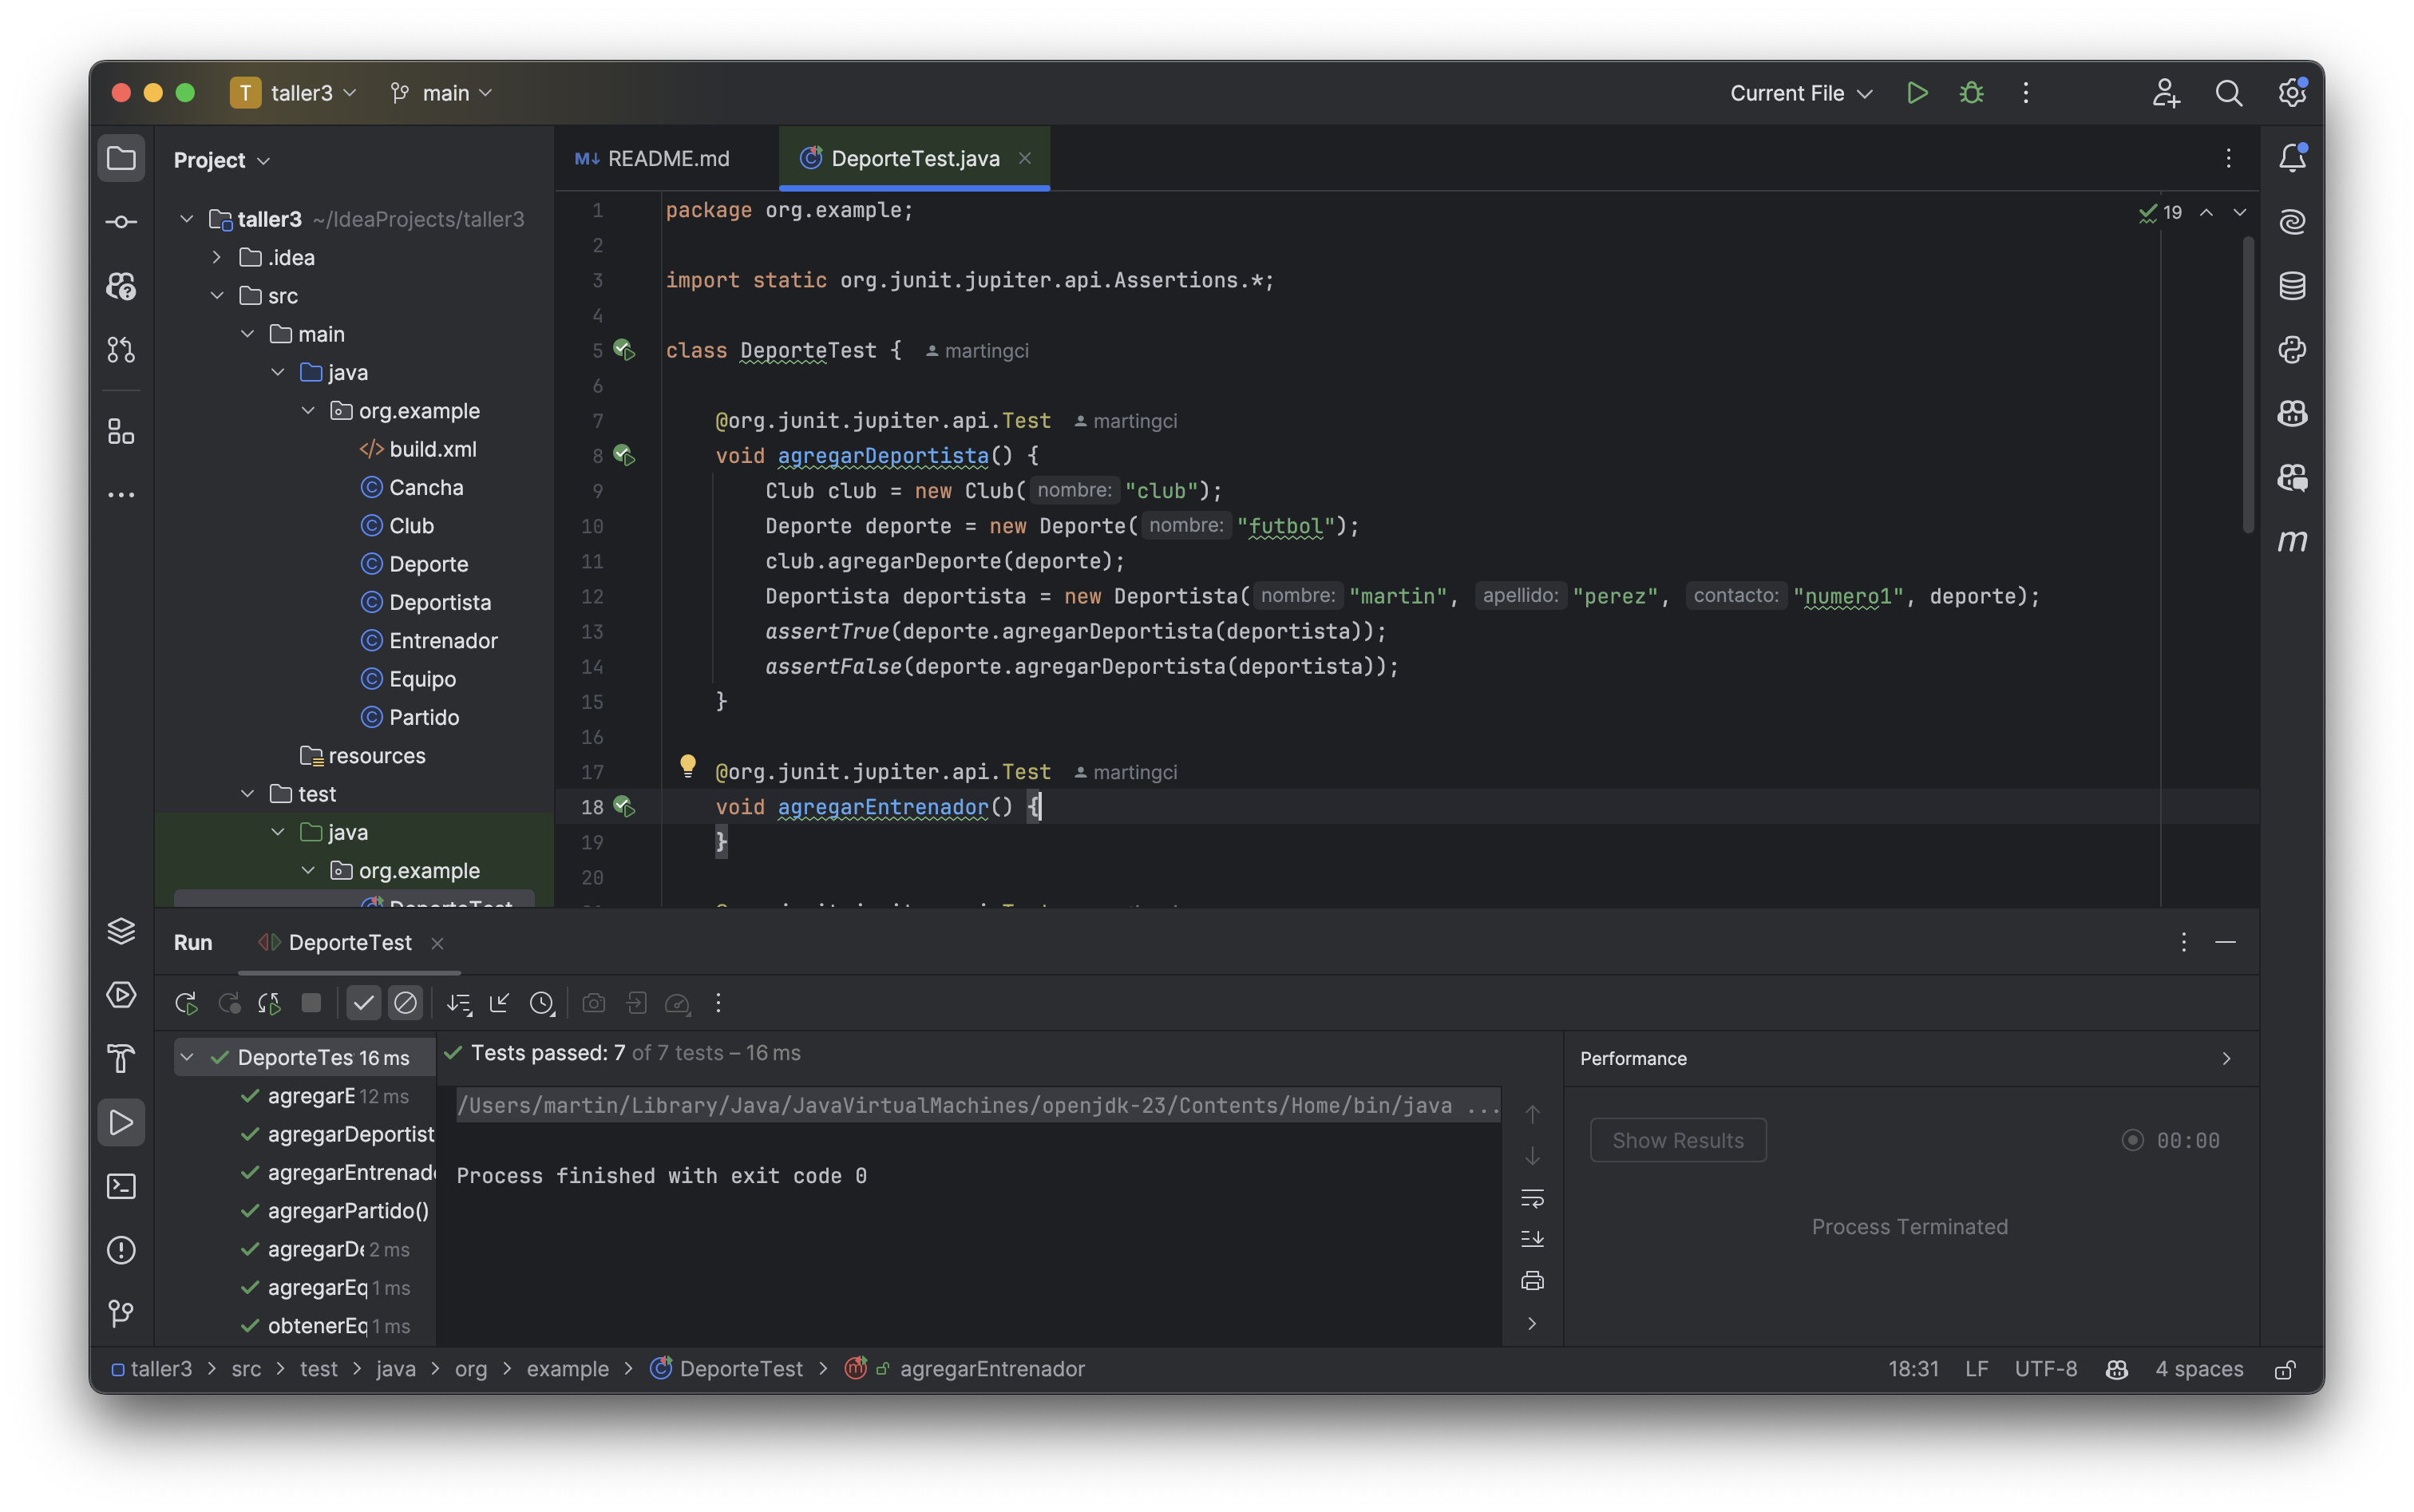 T taller3 main Current File
Project
README.md
DeporteTest.java
taller3 ~/IdeaProjects/taller3
.idea
src
main
java
org.example
build.xml
Cancha
Club
Deporte
Deportista
Entrenador
Equipo
Partido
resources
test
java
org.example
DeporteTest
19
1 package org.example;
2
3 import static org.junit.jupiter.api.Assertions.*;
4
5 class DeporteTest { martingci
6
7 @org.junit.jupiter.api.Test martingci
8 void agregarDeportista() {
9 Club club = new Club( nombre: "club");
10 Deporte deporte = new Deporte( nombre: "futbol");
11 club.agregarDeporte(deporte);
12 Deportista deportista = new Deportista( nombre: "martin", apellido: "perez", contacto: "numero1", deporte);
13 assertTrue(deporte.agregarDeportista(deportista));
14 assertFalse(deporte.agregarDeportista(deportista));
15 }
16
17 @org.junit.jupiter.api.Test martingci
18 void agregarEntrenador() {
19 }
20
Run DeporteTest
DeporteTes 16 ms
agregarE 12 ms
agregarDeportist
agregarEntrenad
agregarPartido()
agregarDe 2 ms
agregarEq 1 ms
obtenerEq 1 ms
Tests passed: 7 of 7 tests – 16 ms
/Users/martin/Library/Java/JavaVirtualMachines/openjdk-23/Contents/Home/bin/java ...
Process finished with exit code 0
Performance
Show Results 00:00
Process Terminated
taller3 > src > test > java > org > example > DeporteTest > agregarEntrenador 18:31 LF UTF-8 4 spaces